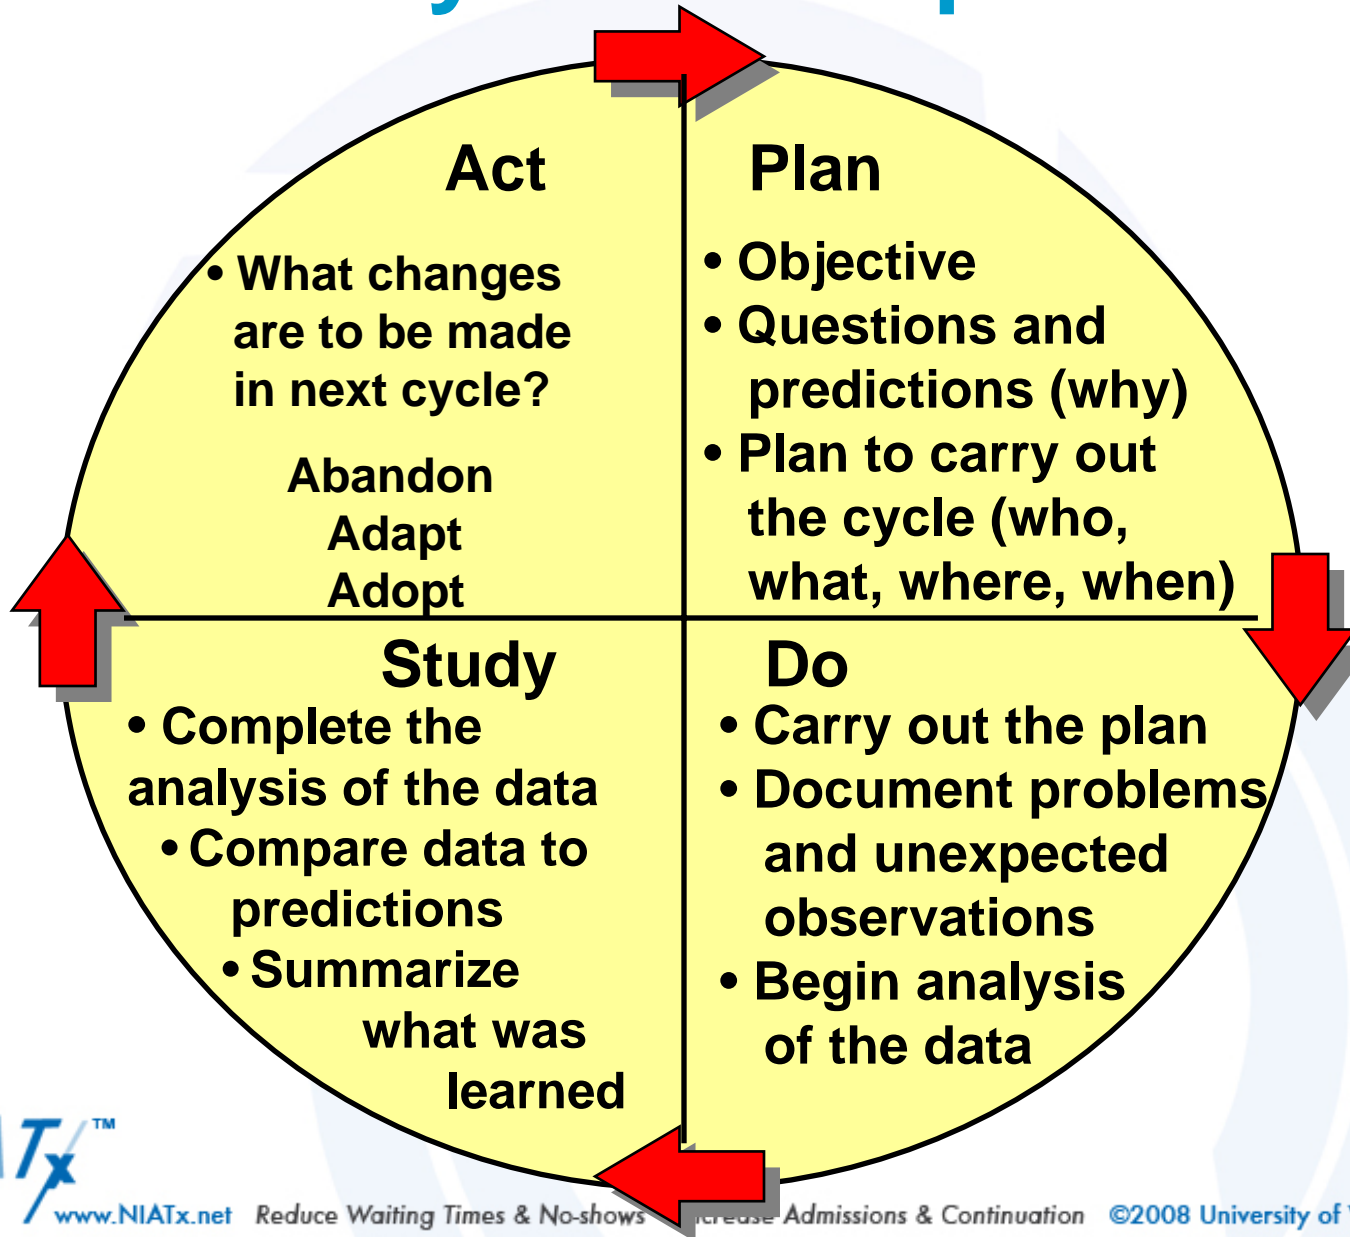 Act
• What changes
are to be made
in next cycle?
Abandon
Adapt
Adopt
Plan
• Objective
• Questions and
predictions (why)
• Plan to carry out
the cycle (who,
what, where, when)
Study
• Complete the
analysis of the data
• Compare data to
predictions
• Summarize
what was
learned
Do
• Carry out the plan
• Document problems
and unexpected
observations
• Begin analysis
of the data
Tx™
www.NIATx.net Reduce Waiting Times & No-shows Admissions & Continuation ©2008 University of